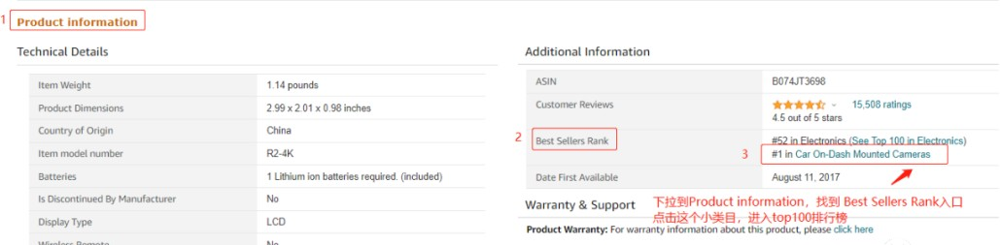 1 Product information
Technical Details
Item Weight 1.14 pounds
Product Dimensions 2.99 x 2.01 x 0.98 inches
Country of Origin China
Item model number R2-4K
Batteries 1 Lithium ion batteries required. (included)
Is Discontinued By Manufacturer No
Display Type LCD
Wireless Remote No
Additional Information
ASIN B074JT3698
Customer Reviews 15,508 ratings
4.5 out of 5 stars
2 Best Sellers Rank #52 in Electronics (See Top 100 in Electronics)
3 #1 in Car On-Dash Mounted Cameras
Date First Available August 11, 2017
Warranty & Support
下拉到Product information，找到 Best Sellers Rank入口
点击这个小类目，进入top100排行榜
Product Warranty: For warranty information about this product, please click here